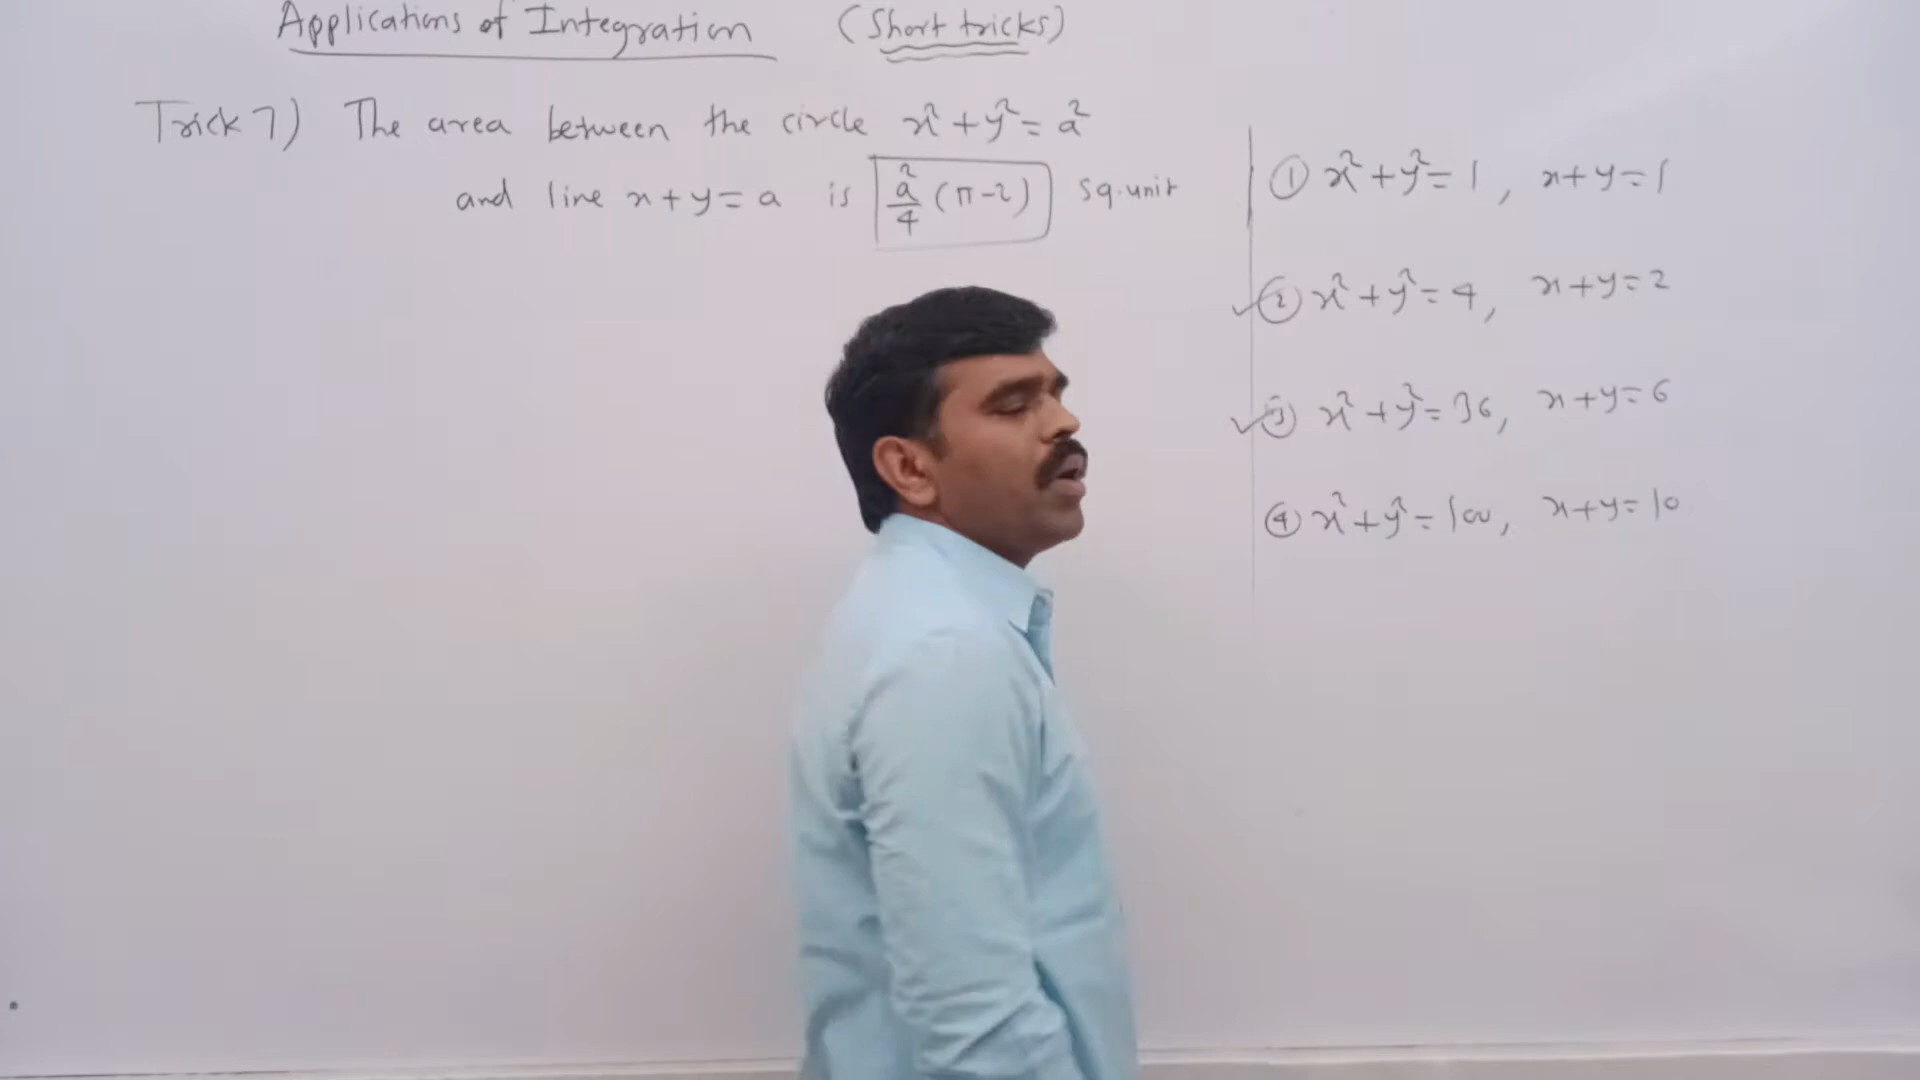 Applications of Integration (Short tricks)
Trick 7) The area between the circle x² + y² = a²
and line x + y = a is a²/4 (π-2) sq.unit
① x² + y² = 1, x + y = 1
② x² + y² = 4, x + y = 2
③ x² + y² = 36, x + y = 6
④ x² + y² = 100, x + y = 10